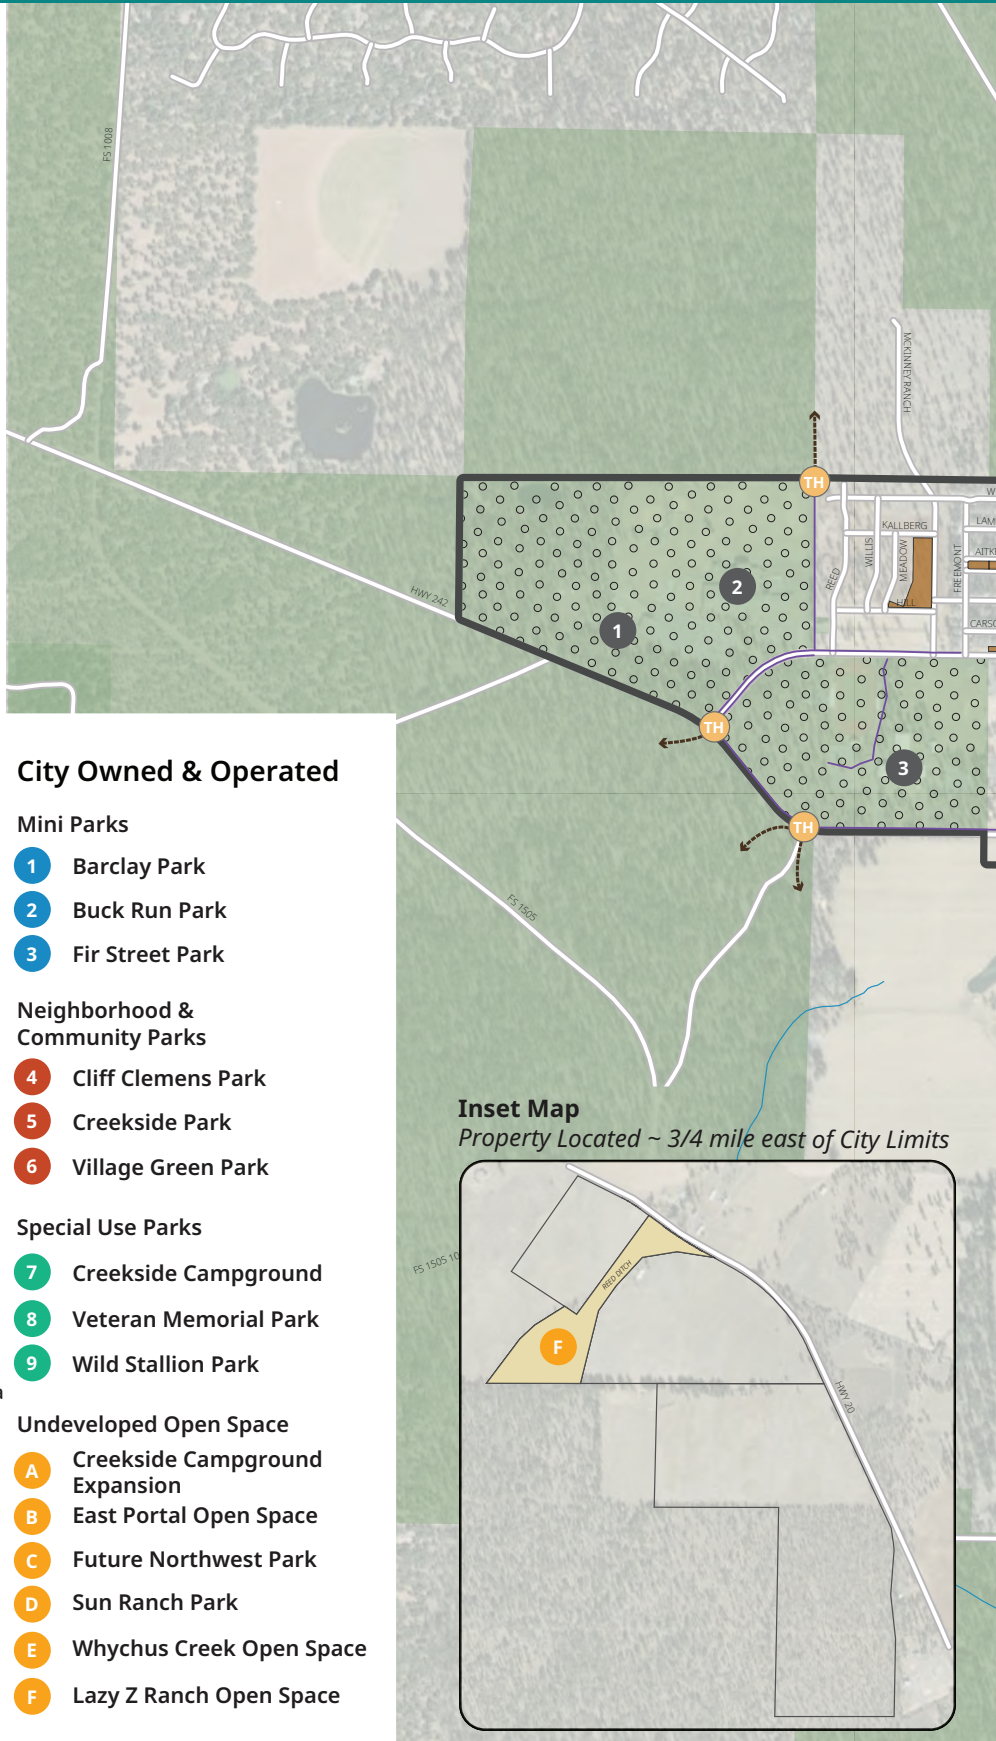 FS 1008
MCKINNEY RANCH
TH
W
KALLBERG
LAM
WILLIS
MEADOW
FREEMONT
AITK
REED
HILL
CARSO
2
1
HWY 242
TH
3
TH
FS 1505
City Owned & Operated
Mini Parks
1 Barclay Park
2 Buck Run Park
3 Fir Street Park
Neighborhood &
Community Parks
4 Cliff Clemens Park
5 Creekside Park
6 Village Green Park
Special Use Parks
7 Creekside Campground
8 Veteran Memorial Park
9 Wild Stallion Park
a
Undeveloped Open Space
A Creekside Campground
Expansion
B East Portal Open Space
C Future Northwest Park
D Sun Ranch Park
E Whychus Creek Open Space
F Lazy Z Ranch Open Space
FS 1505 10
Inset Map
Property Located ~ 3/4 mile east of City Limits
REED DITCH
F
HWY 20